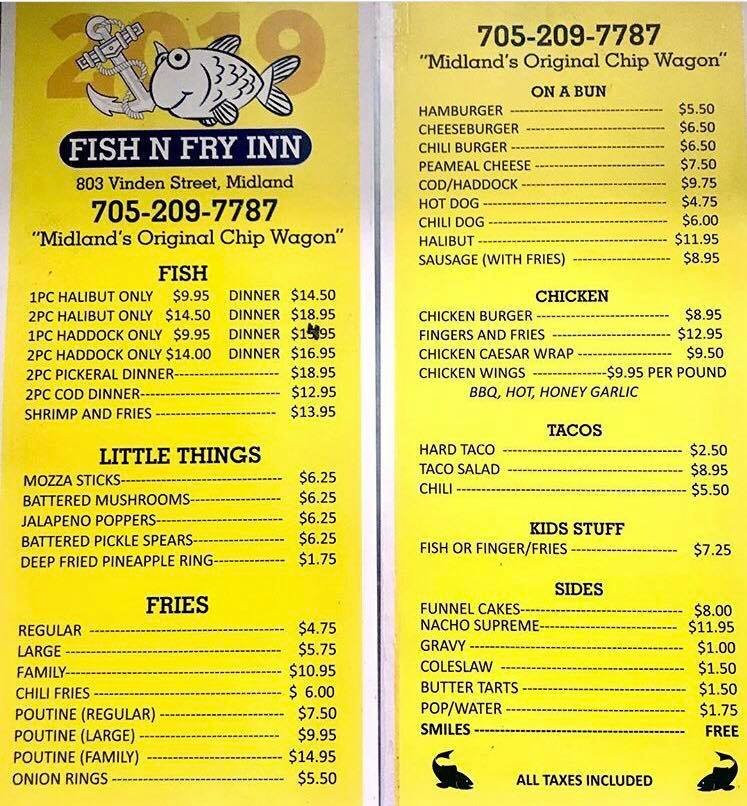 2019
FISH N FRY INN
803 Vinden Street, Midland
705-209-7787
"Midland's Original Chip Wagon"
FISH
1PC HALIBUT ONLY $9.95 DINNER $14.50
2PC HALIBUT ONLY $14.50 DINNER $18.95
1PC HADDOCK ONLY $9.95 DINNER
2PC HADDOCK ONLY $14.00 DINNER $16.95
2PC PICKERAL DINNER $18.95
2PC COD DINNER $12.95
SHRIMP AND FRIES $13.95
LITTLE THINGS
MOZZA STICKS $6.25
BATTERED MUSHROOMS $6.25
JALAPENO POPPERS $6.25
BATTERED PICKLE SPEARS $6.25
DEEP FRIED PINEAPPLE RING $1.75
FRIES
REGULAR $4.75
LARGE $5.75
FAMILY $10.95
CHILI FRIES $ 6.00
POUTINE (REGULAR) $7.50
POUTINE (LARGE) $9.95
POUTINE (FAMILY) $14.95
ONION RINGS $5.50
705-209-7787
"Midland's Original Chip Wagon"
ON A BUN
HAMBURGER $5.50
CHEESEBURGER $6.50
CHILI BURGER $6.50
PEAMEAL CHEESE $7.50
COD/HADDOCK $9.75
HOT DOG $4.75
CHILI DOG $6.00
HALIBUT $11.95
SAUSAGE (WITH FRIES) $8.95
CHICKEN
CHICKEN BURGER $8.95
FINGERS AND FRIES $12.95
CHICKEN CAESAR WRAP $9.50
CHICKEN WINGS $9.95 PER POUND
BBQ, HOT, HONEY GARLIC
TACOS
HARD TACO $2.50
TACO SALAD $8.95
CHILI $5.50
KIDS STUFF
FISH OR FINGER/FRIES $7.25
SIDES
FUNNEL CAKES $8.00
NACHO SUPREME $11.95
GRAVY $1.00
COLESLAW $1.50
BUTTER TARTS $1.50
POP/WATER $1.75
SMILES FREE
ALL TAXES INCLUDED